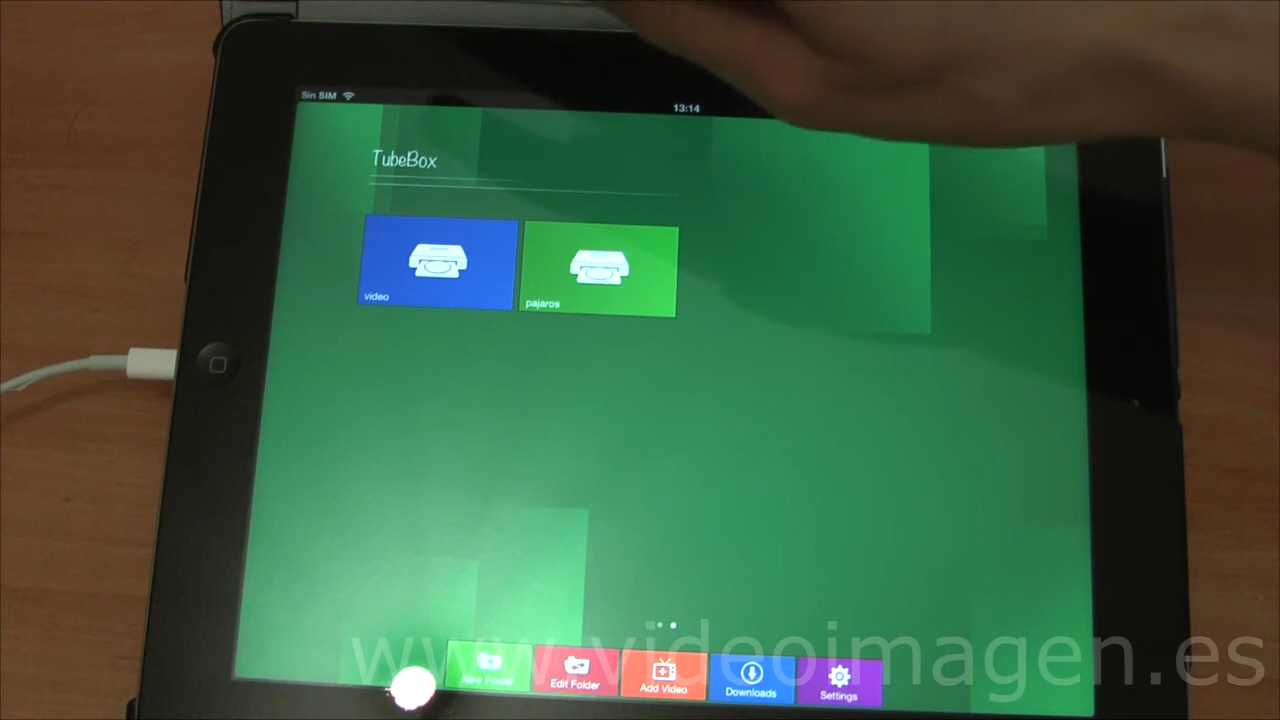 Sin SIM
13:14
TubeBox
video
pajaros
www.videoimagen.es
New Folder
Edit Folder
Add Video
Downloads
Settings